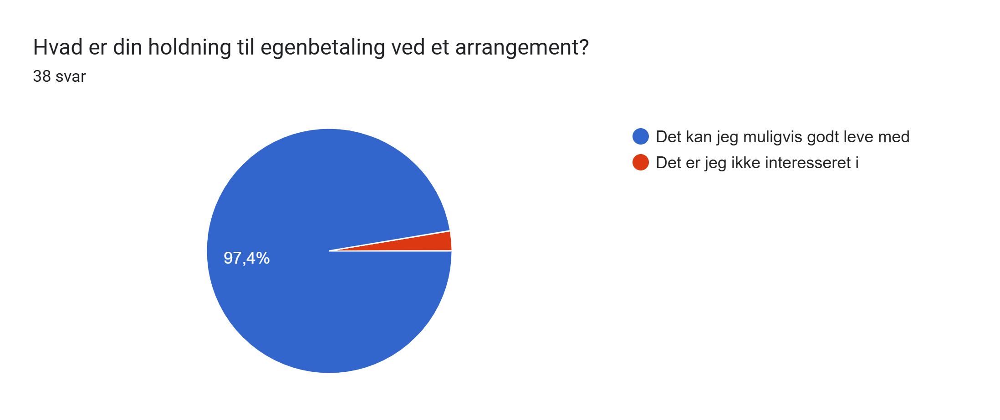 Hvad er din holdning til egenbetaling ved et arrangement?
38 svar
Det kan jeg muligvis godt leve med
Det er jeg ikke interesseret i
97,4%